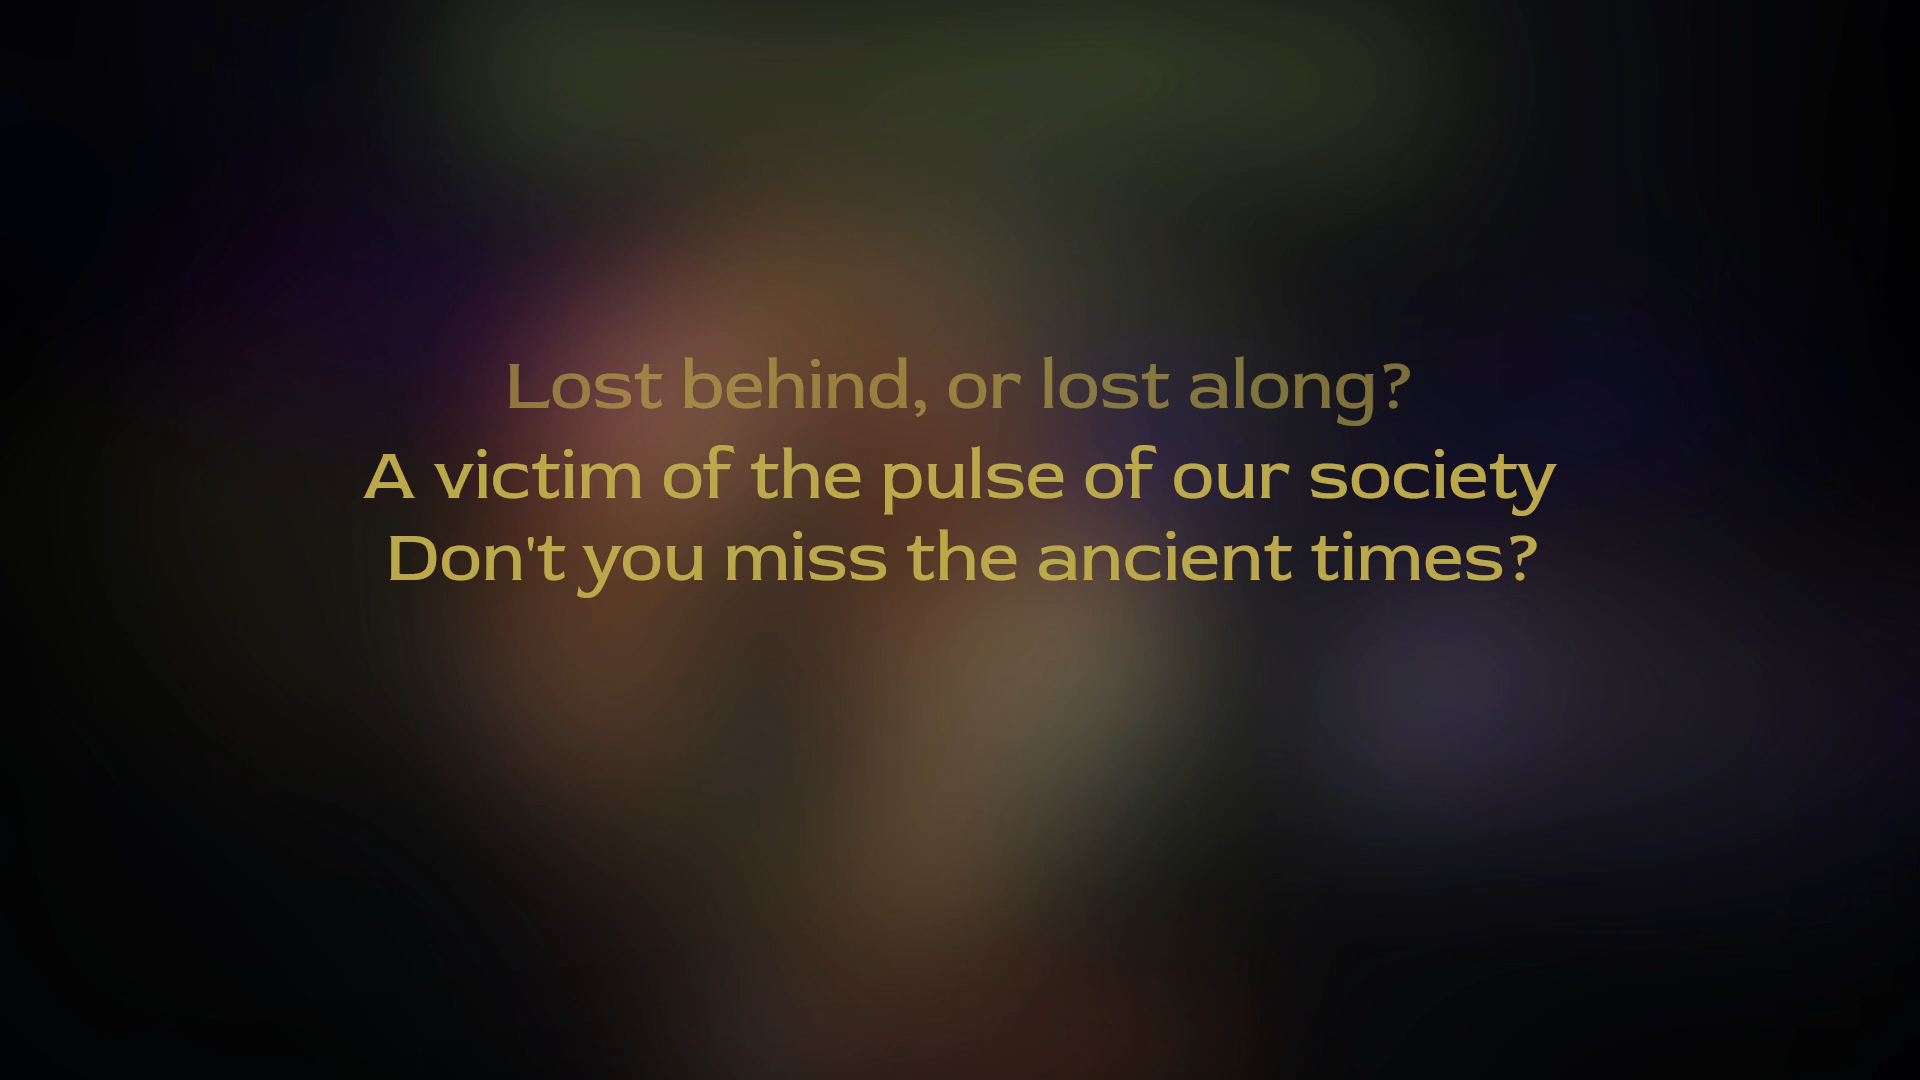 Lost behind, or lost along?
A victim of the pulse of our society
Don't you miss the ancient times?